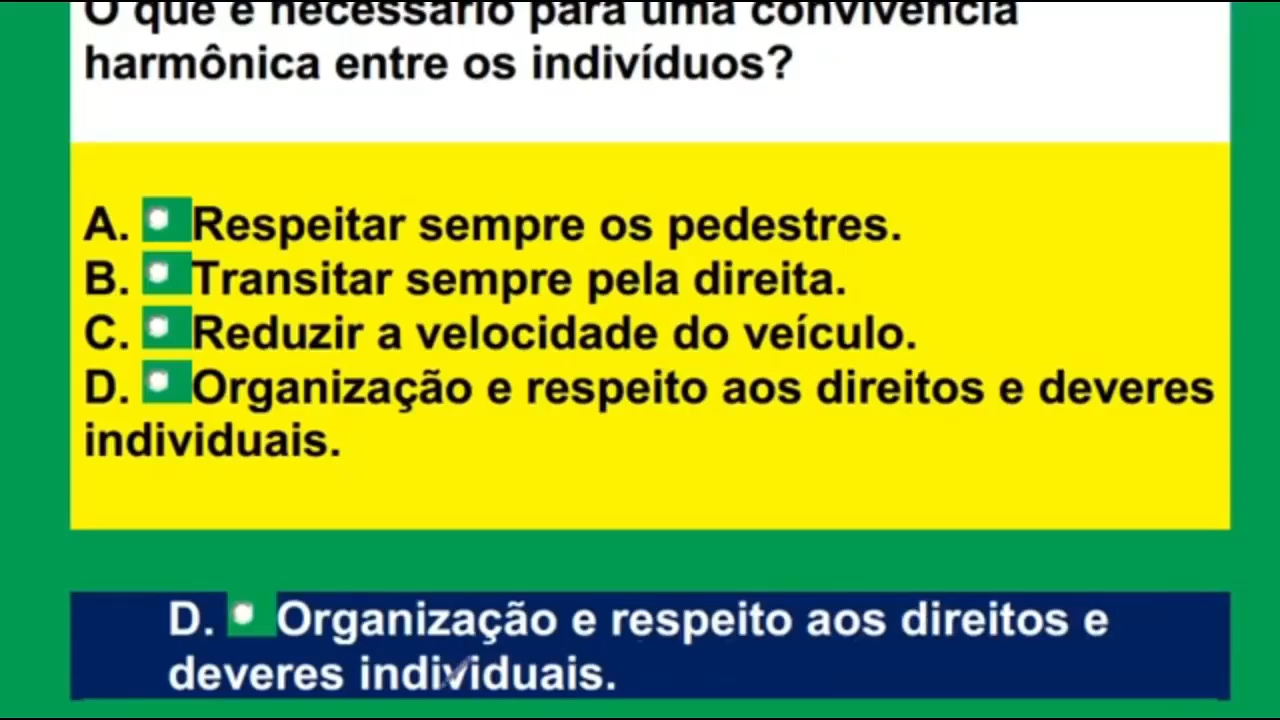 O que é necessário para uma convivência
harmônica entre os indivíduos?
A. Respeitar sempre os pedestres.
B. Transitar sempre pela direita.
C. Reduzir a velocidade do veículo.
D. Organização e respeito aos direitos e deveres
individuais.
D. Organização e respeito aos direitos e
deveres individuais.